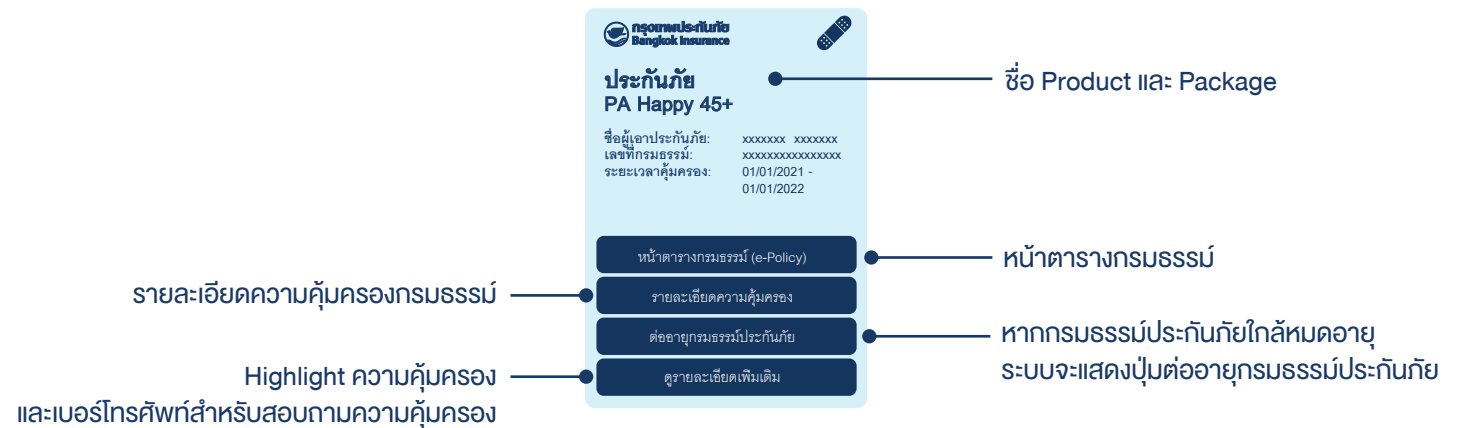 กรุงเทพประกันภัย
Bangkok Insurance
ประกันภัย
PA Happy 45+
ชื่อ Product และ Package
ชื่อผู้เอาประกันภัย: xxxxxxx xxxxxxx
เลขที่กรมธรรม์: xxxxxxxxxxxxxxxx
ระยะเวลาคุ้มครอง: 01/01/2021 -
01/01/2022
หน้าตารางกรมธรรม์ (e-Policy)
หน้าตารางกรมธรรม์
รายละเอียดความคุ้มครองกรมธรรม์
รายละเอียดความคุ้มครอง
ต่ออายุกรมธรรม์ประกันภัย
หากกรมธรรม์ประกันภัยใกล้หมดอายุ
ระบบจะแสดงปุ่มต่ออายุกรมธรรม์ประกันภัย
ดูรายละเอียดเพิ่มเติม
Highlight ความคุ้มครอง
และเบอร์โทรศัพท์สำหรับสอบถามความคุ้มครอง